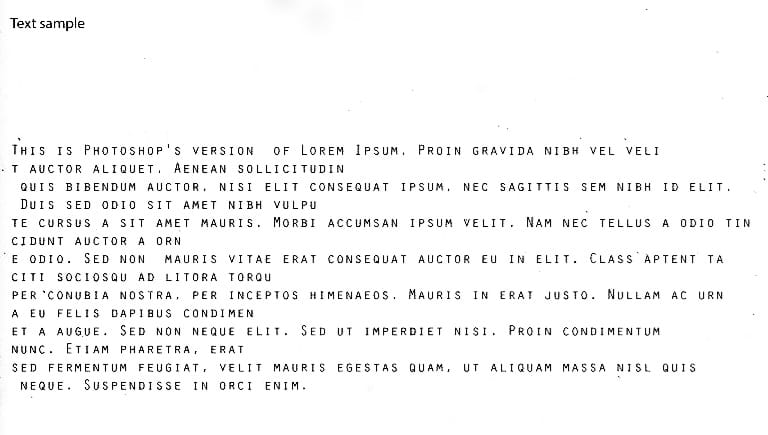 Text sample
This is Photoshop's version  of Lorem Ipsum. Proin gravida nibh vel veli
t auctor aliquet. Aenean sollicitudin
 quis bibendum auctor, nisi elit consequat ipsum, nec sagittis sem nibh id elit.
 Duis sed odio sit amet nibh vulpu
te cursus a sit amet mauris. Morbi accumsan ipsum velit. Nam nec tellus a odio tin
cidunt auctor a orn
e odio. Sed non  mauris vitae erat consequat auctor eu in elit. Class aptent ta
citi sociosqu ad litora torqu
per conubia nostra, per inceptos himenaeos. Mauris in erat justo. Nullam ac urn
a eu felis dapibus condimen
et a augue. Sed non neque elit. Sed ut imperdiet nisi. Proin condimentum
nunc. Etiam pharetra, erat
sed fermentum feugiat, velit mauris egestas quam, ut aliquam massa nisl quis
 neque. Suspendisse in orci enim.